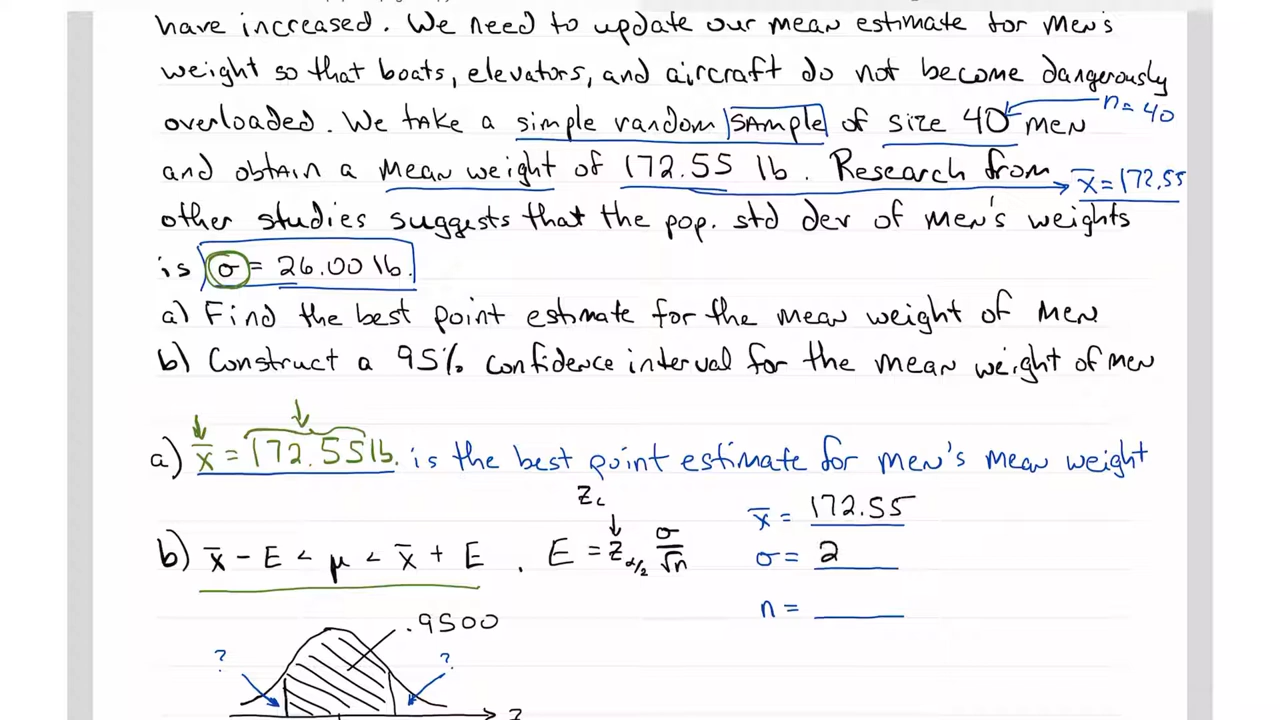 have increased. We need to update our mean estimate for men's
weight so that boats, elevators, and aircraft do not become dangerously
overloaded. We take a simple random sample of size 40 men n = 40
and obtain a mean weight of 172.55 lb. Research from x̄ = 172.55
other studies suggests that the pop. std dev of men's weights
is σ = 26.00 lb.
a) Find the best point estimate for the mean weight of men
b) Construct a 95% confidence interval for the mean weight of men
a) x̄ = 172.55 lb. is the best point estimate for men's mean weight
Zc
x̄ = 172.55
b) x̄ - E < μ < x̄ + E , E = Z α/2 σ/√n
σ = 2
n =
.9500
? ?